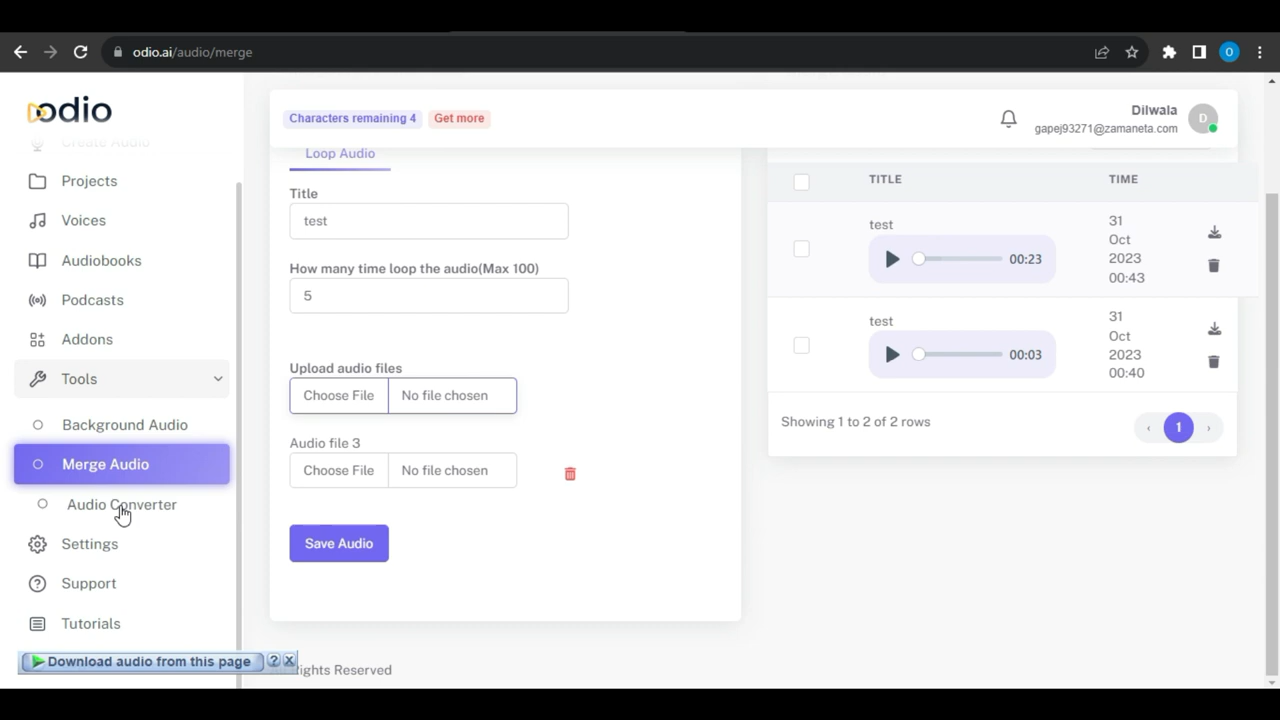 odio.ai/audio/merge
O
odio
Create Audio
Projects
Voices
Audiobooks
Podcasts
Addons
Tools
Background Audio
Merge Audio
Audio Converter
Settings
Support
Tutorials
Download audio from this page ? X
Characters remaining 4 Get more
Dilwala
gapej93271@zamaneta.com
D
Loop Audio
Title
test
How many time loop the audio(Max 100)
5
Upload audio files
Choose File No file chosen
Audio file 3
Choose File No file chosen
Save Audio
TITLE TIME
test
00:23
31
Oct
2023
00:43
test
00:03
31
Oct
2023
00:40
Showing 1 to 2 of 2 rows
‹ 1 ›
Rights Reserved